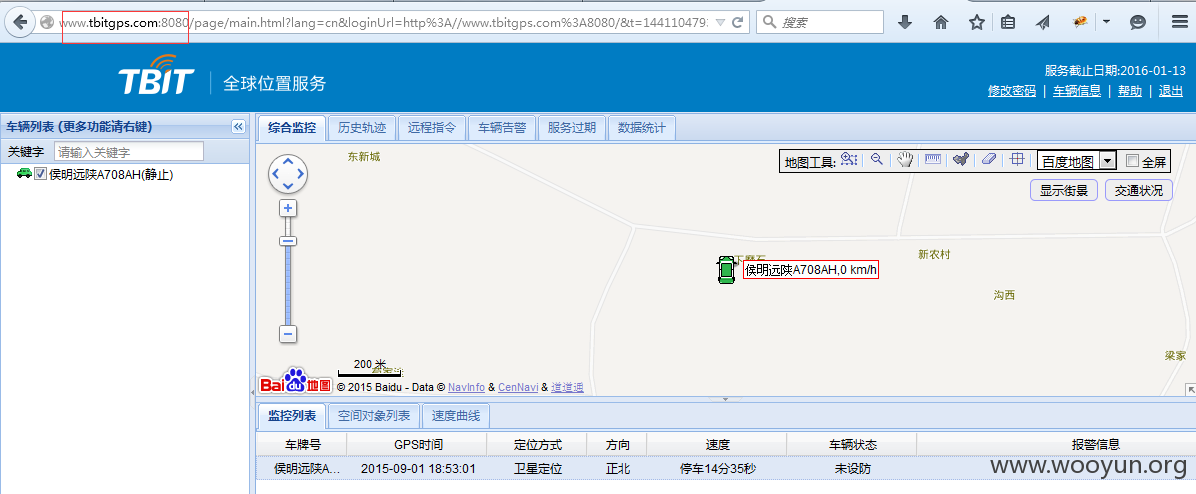 www.tbitgps.com:8080/page/main.html?lang=cn&loginUrl=http%3A//www.tbitgps.com%3A8080/&t=144110479
搜索
TBIT 全球位置服务
服务截止日期:2016-01-13
修改密码 | 车辆信息 | 帮助 | 退出
车辆列表 (更多功能请右键)
关键字 请输入关键字
侯明远陕A708AH(静止)
综合监控 历史轨迹 远程指令 车辆告警 服务过期 数据统计
东新城
地图工具: 百度地图 全屏
显示街景 交通状况
新农村
侯明远陕A708AH,0 km/h
沟西
梁家
200 米
Bai du 地图 © 2015 Baidu - Data © NavInfo & CenNavi & 道道通
监控列表 空间对象列表 速度曲线
车牌号 GPS时间 定位方式 方向 速度 车辆状态 报警信息
侯明远陕A... 2015-09-01 18:53:01 卫星定位 正北 停车14分35秒 未设防
www.wooyun.org